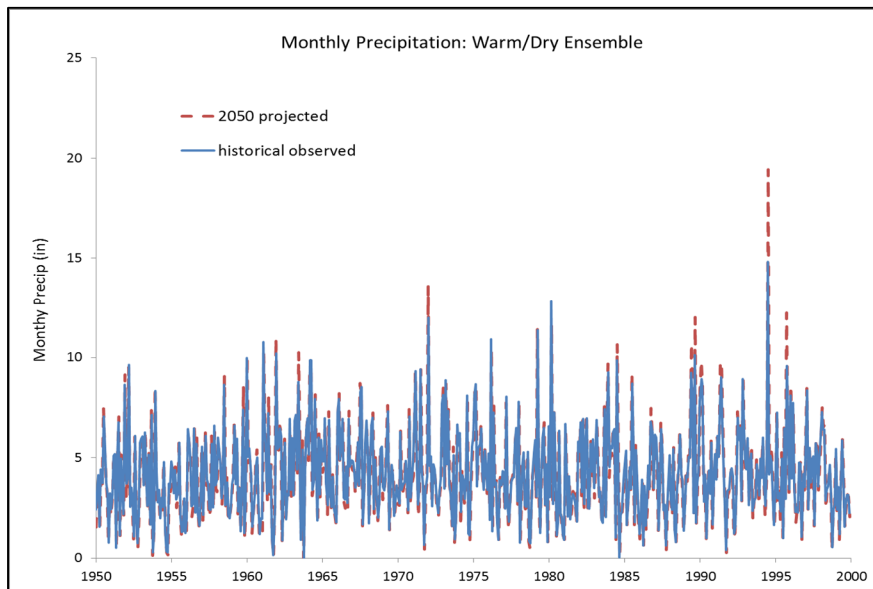 Monthly Precipitation: Warm/Dry Ensemble
25
20
15
10
5
0
Monthy Precip (in)
2050 projected
historical observed
1950 1955 1960 1965 1970 1975 1980 1985 1990 1995 2000